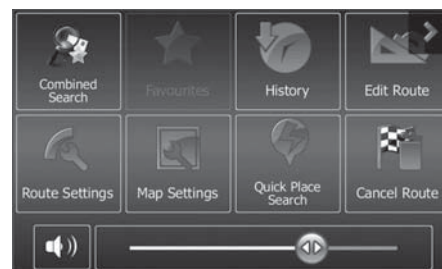 Combined
Search
Favourites
History
Edit Route
Route Settings
Map Settings
Quick Place
Search
Cancel Route